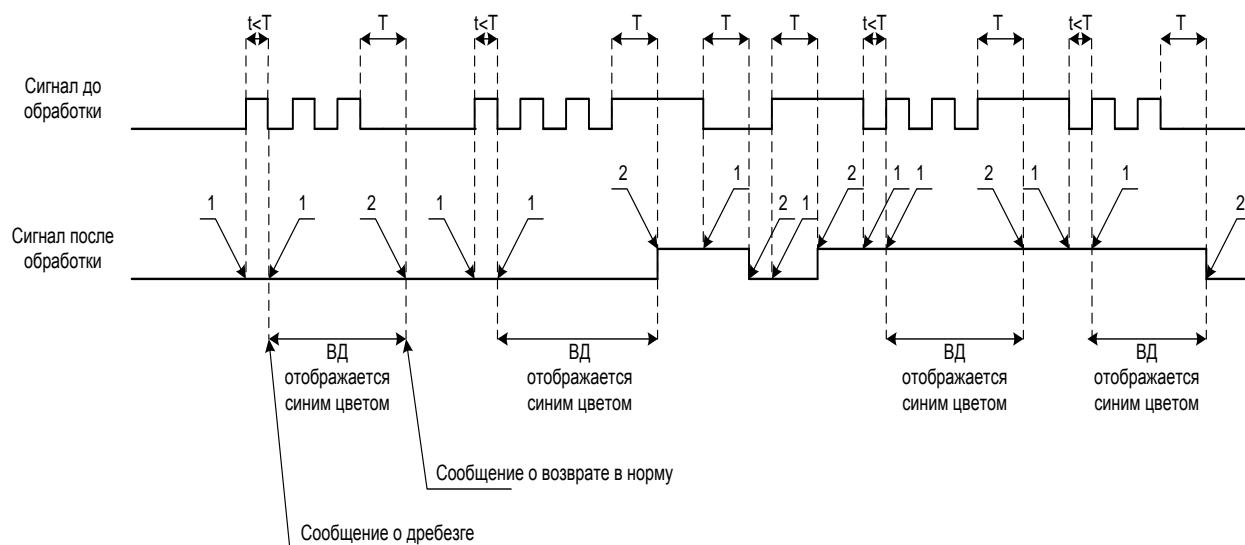 t<T T t<T T T T t<T T t<T T
Сигнал до
обработки
2 1 2 1 1 2 1 1
1 1 2 1 1 2 1 2
Сигнал после
обработки
ВД ВД ВД ВД
отображается отображается отображается отображается
синим цветом синим цветом синим цветом синим цветом
Сообщение о возврате в норму
Сообщение о дребезге